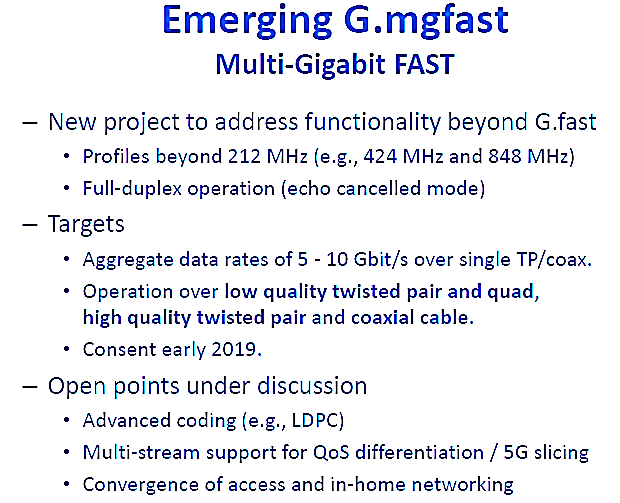 Emerging G.mgfast
Multi-Gigabit FAST
– New project to address functionality beyond G.fast
• Profiles beyond 212 MHz (e.g., 424 MHz and 848 MHz)
• Full-duplex operation (echo cancelled mode)
– Targets
• Aggregate data rates of 5 - 10 Gbit/s over single TP/coax.
• Operation over low quality twisted pair and quad,
high quality twisted pair and coaxial cable.
• Consent early 2019.
– Open points under discussion
• Advanced coding (e.g., LDPC)
• Multi-stream support for QoS differentiation / 5G slicing
• Convergence of access and in-home networking